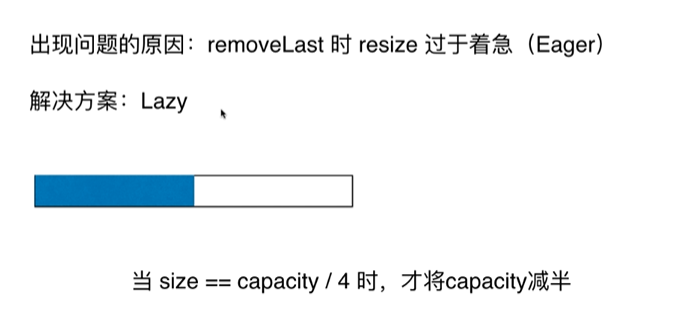 出现问题的原因：removeLast 时 resize 过于着急（Eager）
解决方案：Lazy
当 size == capacity / 4 时，才将capacity减半